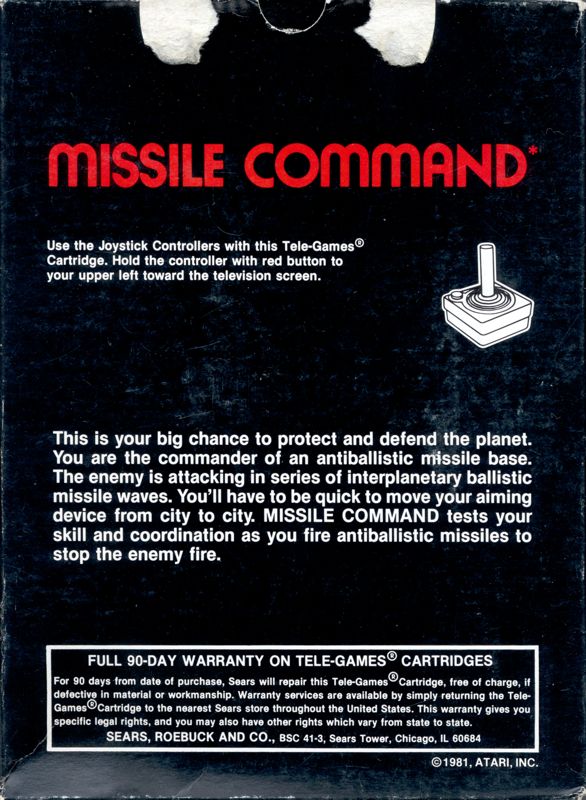 MISSILE COMMAND*
Use the Joystick Controllers with this Tele-Games®
Cartridge. Hold the controller with red button to
your upper left toward the television screen.
This is your big chance to protect and defend the planet.
You are the commander of an antiballistic missile base.
The enemy is attacking in series of interplanetary ballistic
missile waves. You'll have to be quick to move your aiming
device from city to city. MISSILE COMMAND tests your
skill and coordination as you fire antiballistic missiles to
stop the enemy fire.
FULL 90-DAY WARRANTY ON TELE-GAMES® CARTRIDGES
For 90 days from date of purchase, Sears will repair this Tele-Games® Cartridge, free of charge, if
defective in material or workmanship. Warranty services are available by simply returning the Tele-
Games® Cartridge to the nearest Sears store throughout the United States. This warranty gives you
specific legal rights, and you may also have other rights which vary from state to state.
SEARS, ROEBUCK AND CO., BSC 41-3, Sears Tower, Chicago, IL 60684
©1981, ATARI, INC.